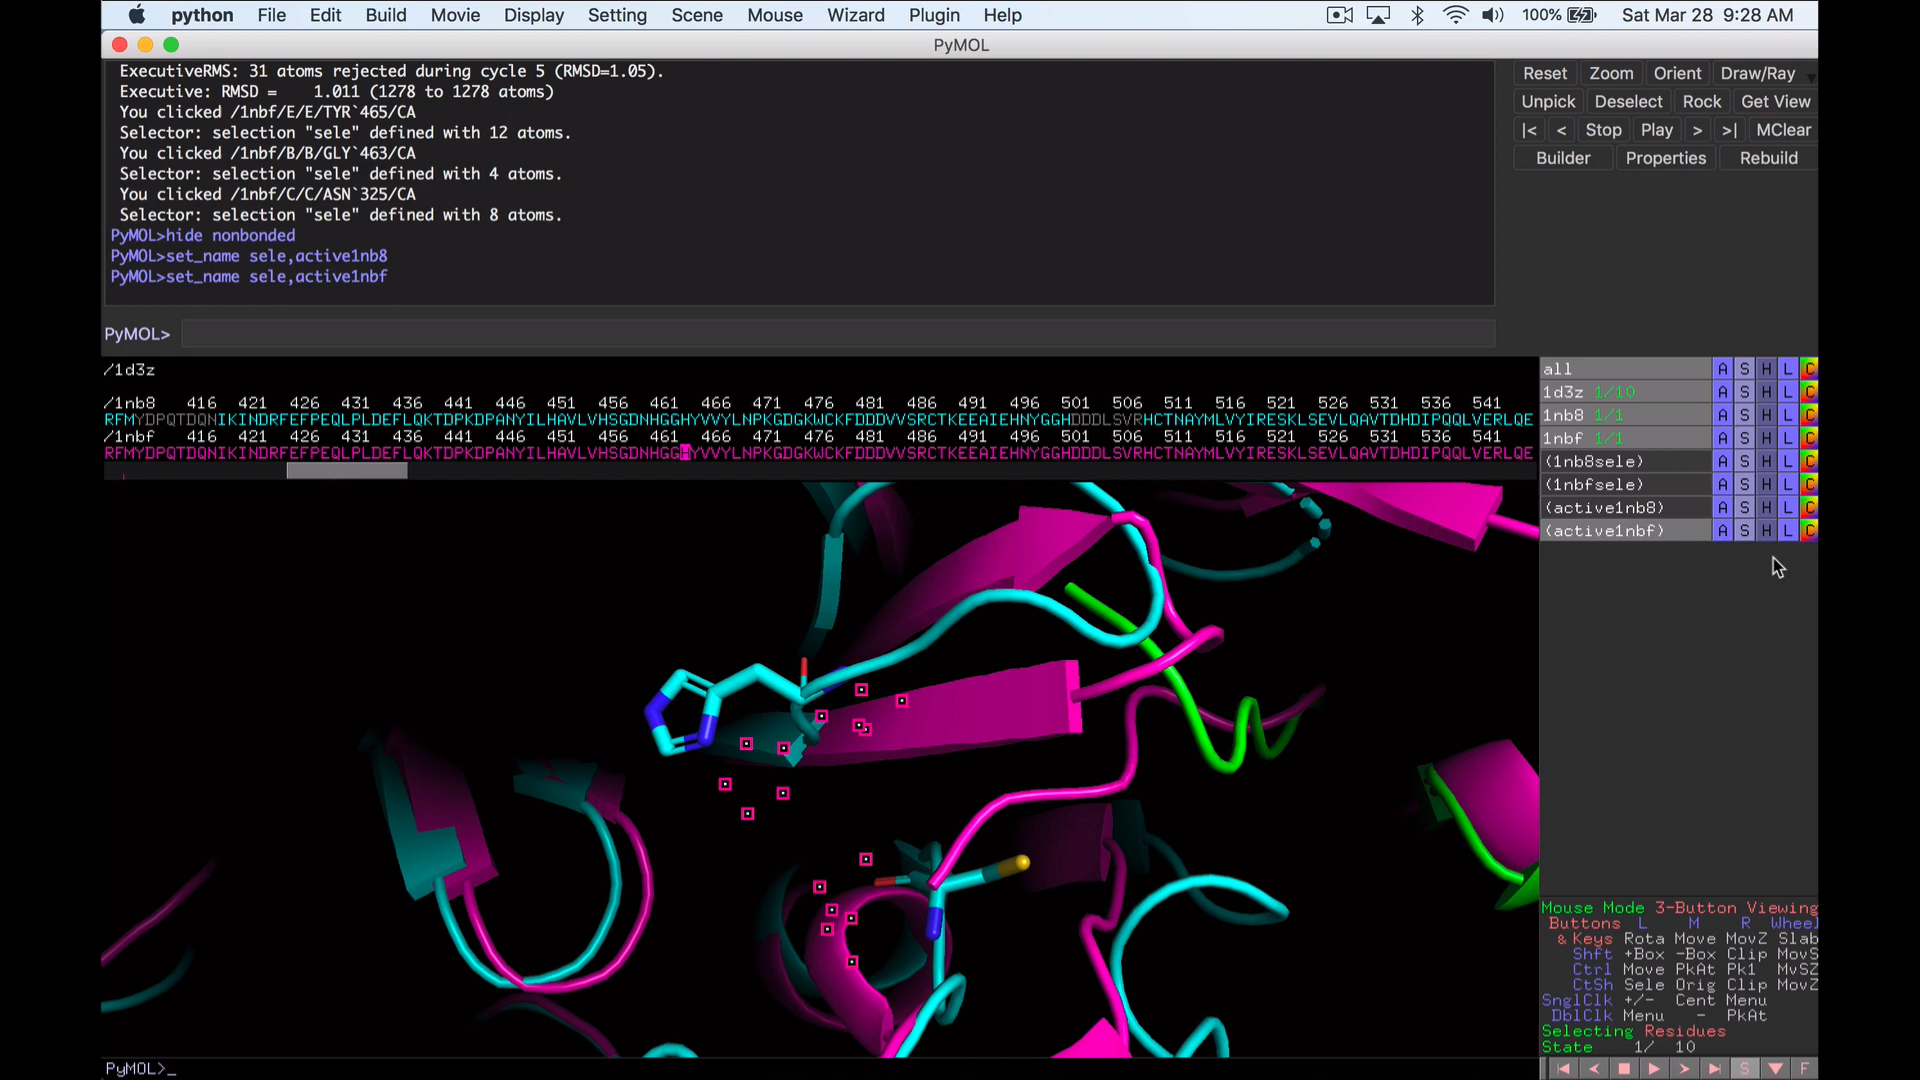 python File Edit Build Movie Display Setting Scene Mouse Wizard Plugin Help 100% Sat Mar 28 9:28 AM
PyMOL
ExecutiveRMS: 31 atoms rejected during cycle 5 (RMSD=1.05).
Executive: RMSD = 1.011 (1278 to 1278 atoms)
You clicked /1nbf/E/E/TYR`465/CA
Selector: selection "sele" defined with 12 atoms.
You clicked /1nbf/B/B/GLY`463/CA
Selector: selection "sele" defined with 4 atoms.
You clicked /1nbf/C/C/ASN`325/CA
Selector: selection "sele" defined with 8 atoms.
PyMOL>hide nonbonded
PyMOL>set_name sele,active1nb8
PyMOL>set_name sele,active1nbf
PyMOL>
Reset Zoom Orient Draw/Ray
Unpick Deselect Rock Get View
|< < Stop Play > >| MClear
Builder Properties Rebuild
/1d3z
/1nb8 416 421 426 431 436 441 446 451 456 461 466 471 476 481 486 491 496 501 506 511 516 521 526 531 536 541
RFMYDPQTDQNIKINDRFEFPEQLPLDEFLQKTDPKDPANYILHAVLVHSGDNHGGHYVVYLNPKGDGKWCKFDDDVVSRCTKEEAIEHNYGGHDDDLSVRHCTNAYMLVYIRESKLSEVLQAVTDHDIPQQLVERLQE
/1nbf 416 421 426 431 436 441 446 451 456 461 466 471 476 481 486 491 496 501 506 511 516 521 526 531 536 541
RFMYDPQTDQNIKINDRFEFPEQLPLDEFLQKTDPKDPANYILHAVLVHSGDNHGGHYVVYLNPKGDGKWCKFDDDVVSRCTKEEAIEHNYGGHDDDLSVRHCTNAYMLVYIRESKLSEVLQAVTDHDIPQQLVERLQE
all A S H L C
1d3z 1/10 A S H L C
1nb8 1/1 A S H L C
1nbf 1/1 A S H L C
(1nb8sele) A S H L C
(1nbfsele) A S H L C
(active1nb8) A S H L C
(active1nbf) A S H L C
Mouse Mode 3-Button Viewing
Buttons L M R Wheel
& Keys Rota Move MovZ Slab
Shft +Box -Box Clip MovS
Ctrl Move PkAt Pk1 MvSZ
CtSh Sele Orig Clip MovZ
SnglClk +/- Cent Menu
DblClk Menu - PkAt
Selecting Residues
State 1/ 10
S F
PyMOL>_